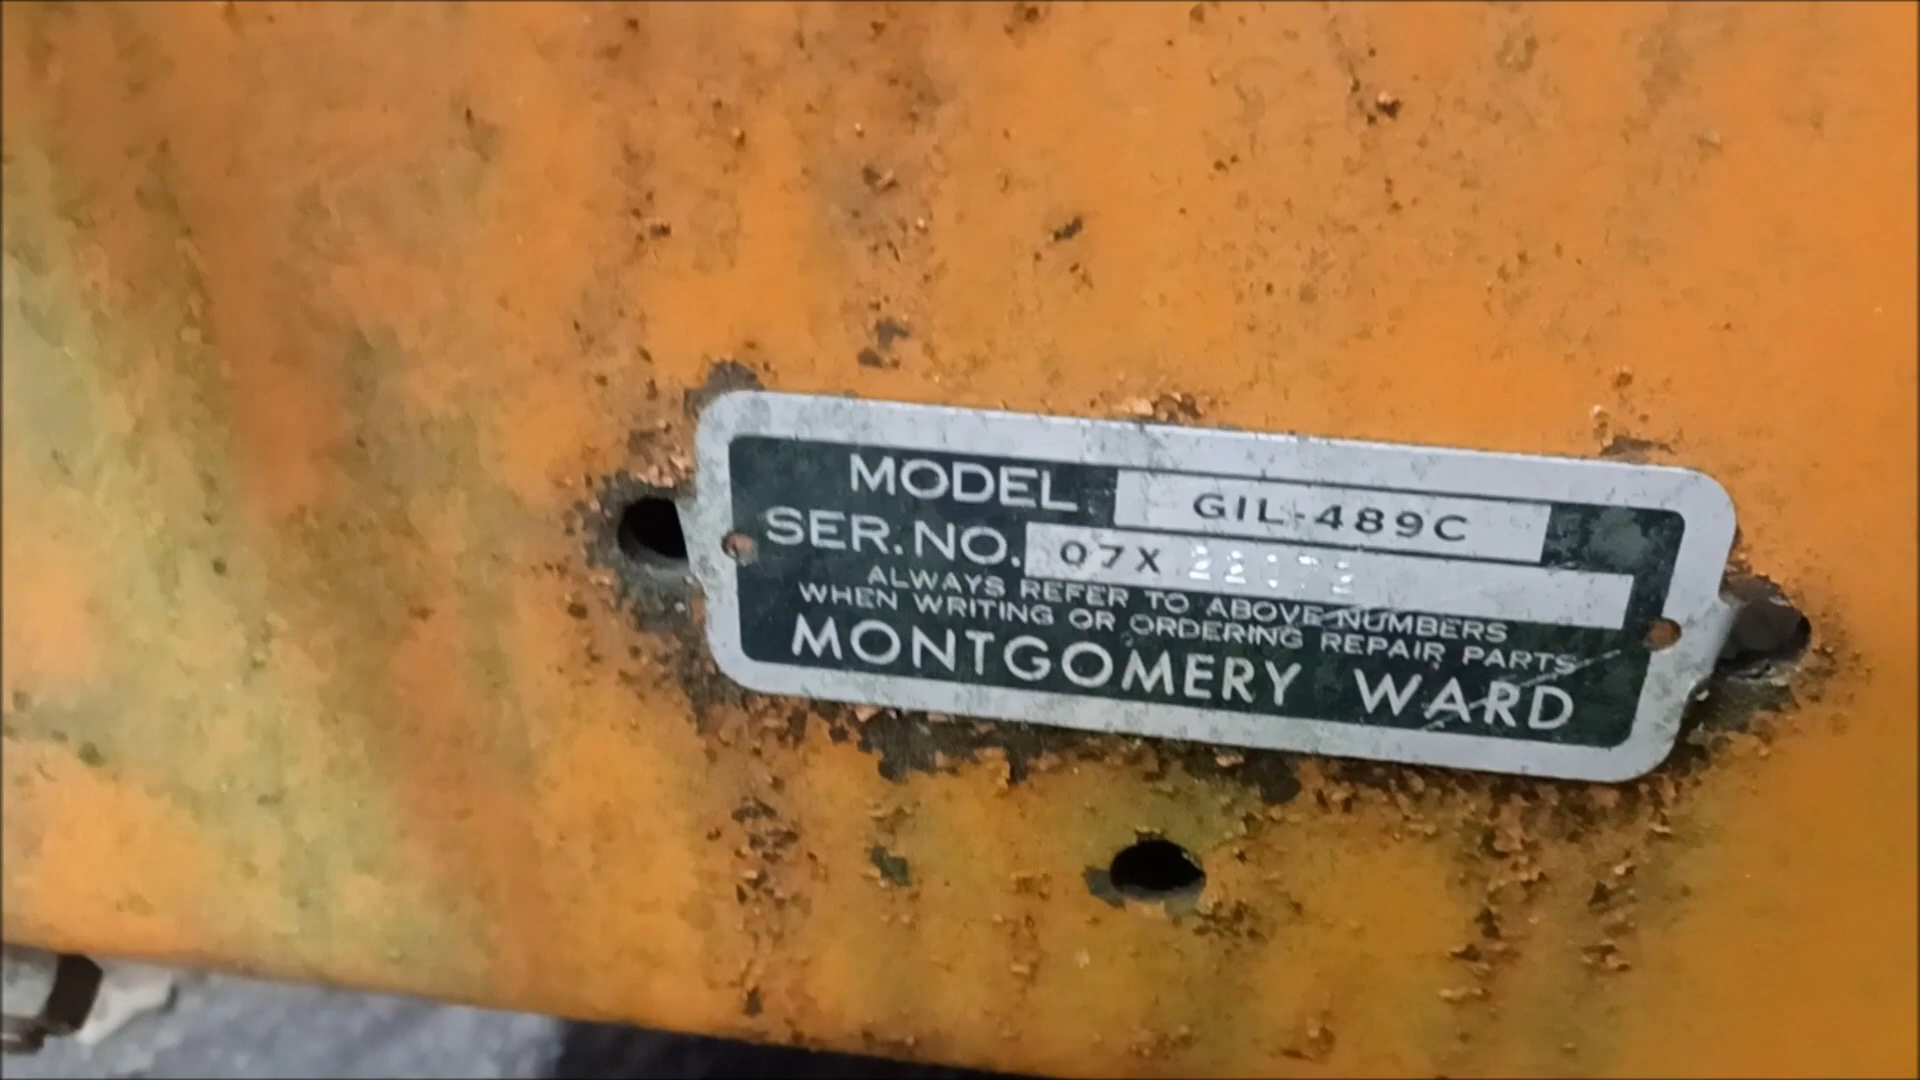 MODEL GIL-489C
SER. NO. 07X
ALWAYS REFER TO ABOVE NUMBERS
WHEN WRITING OR ORDERING REPAIR PARTS
MONTGOMERY WARD